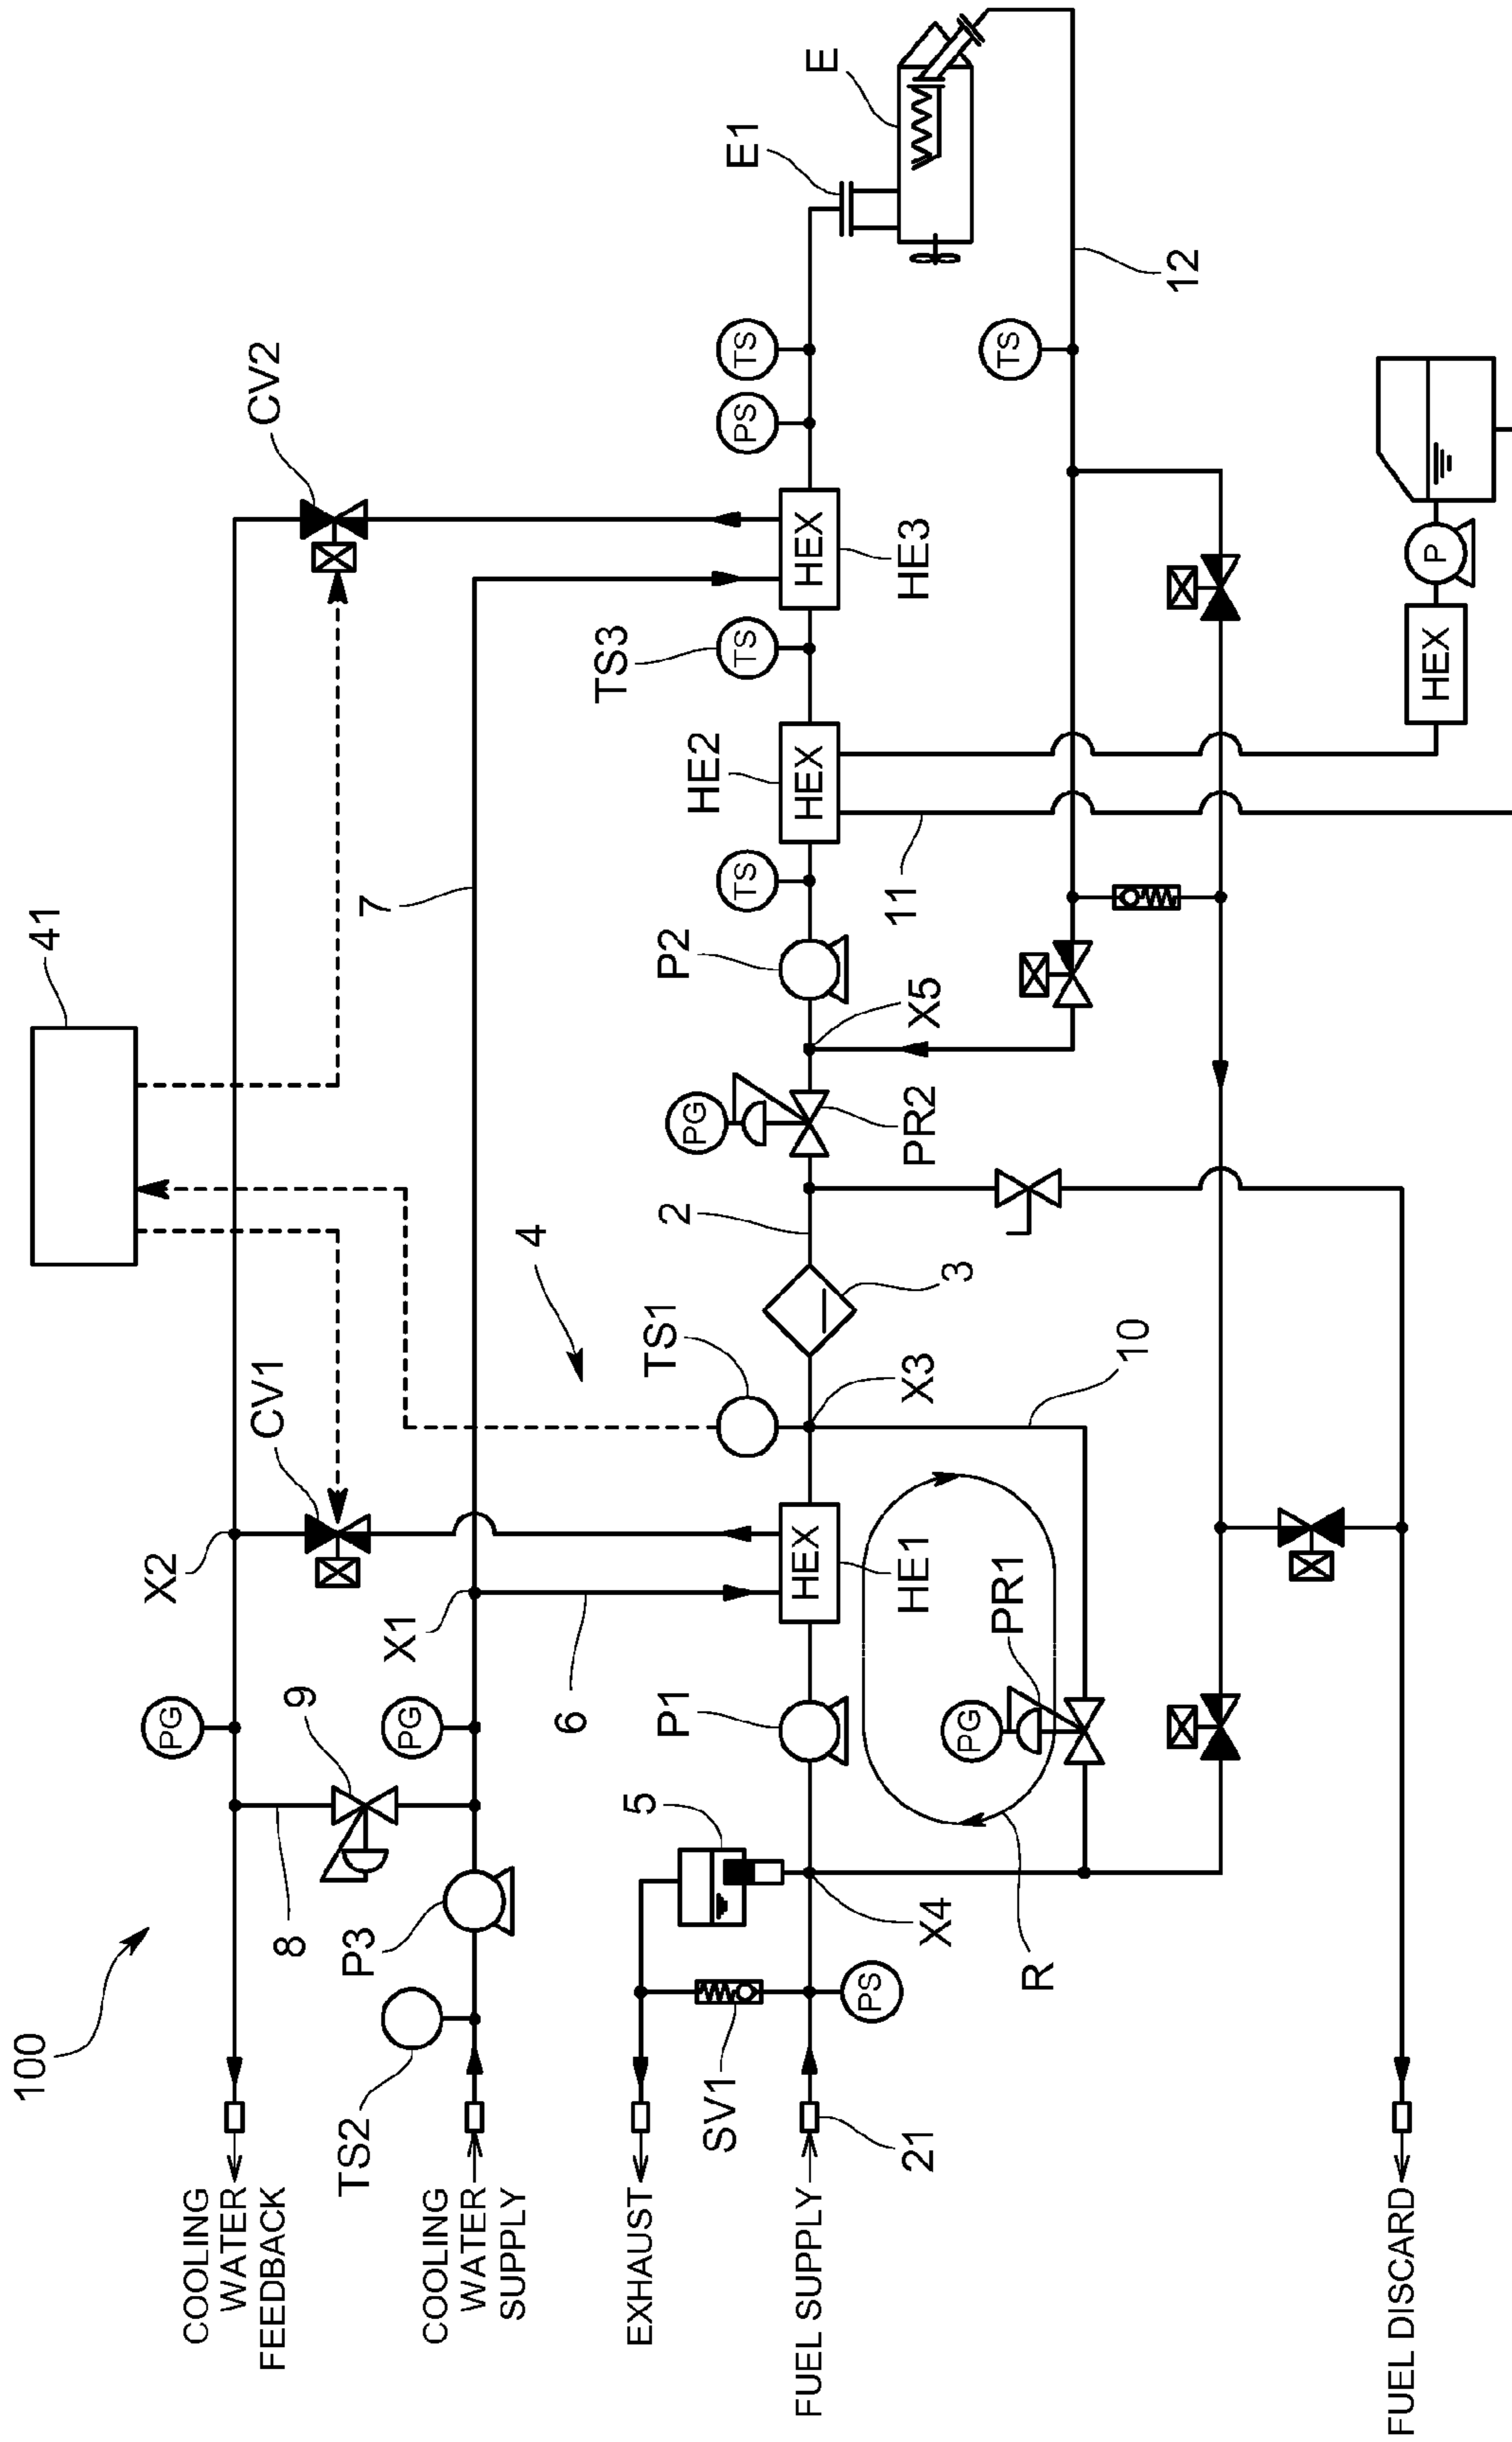 100
41
CV2
CV1
X2
PG
9
8
COOLING
WATER
FEEDBACK
7
X1
PG
P3
TS2
6
COOLING
WATER
SUPPLY
4
TS1
TS3
E1
E
EXHAUST
5
SV1
P1
2
P2
HE2
PG
TS
TS
PS
TS
FUEL SUPPLY
21
HEX
HEX
HEX
PS
X4
HE1
X3
3
PR2
X5
11
HE3
TS
12
R
PG
PR1
10
P
HEX
FUEL DISCARD